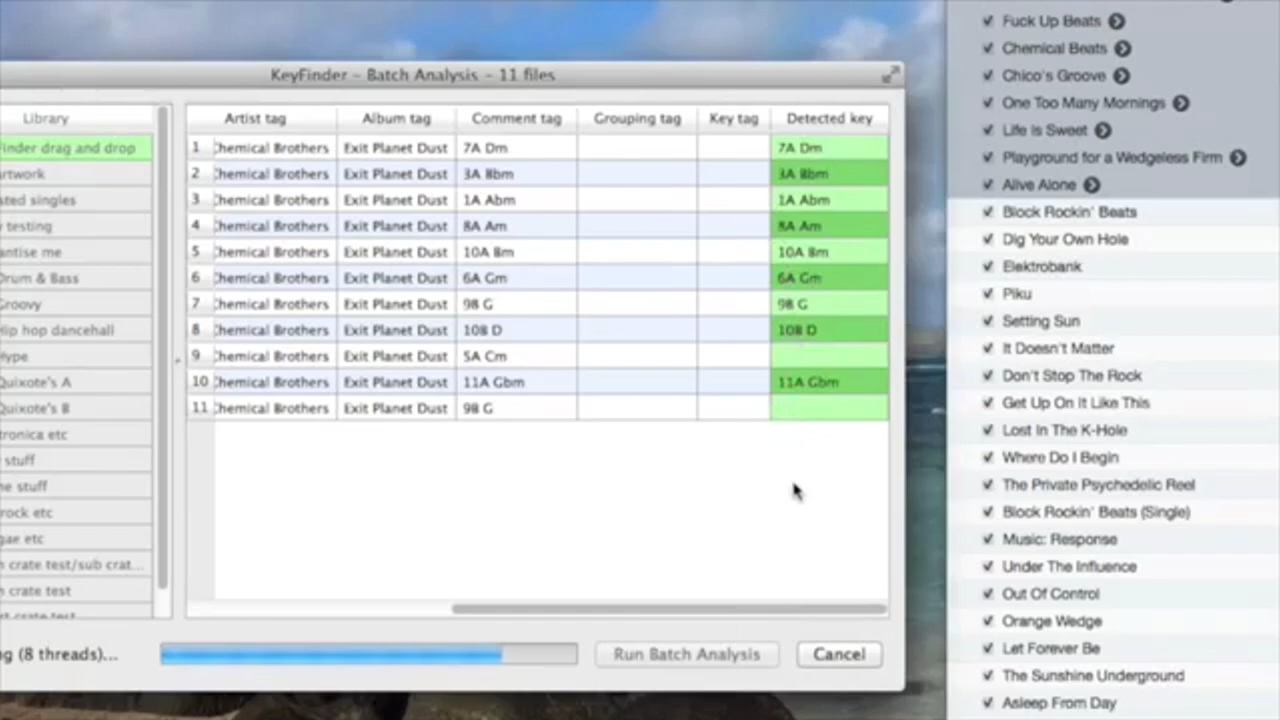 KeyFinder - Batch Analysis - 11 files
Library
Finder drag and drop
rtwork
sted singles
testing
antise me
Drum & Bass
Groovy
Hip hop dancehall
Hype
Quixote's A
Quixote's B
tronica etc
stuff
ne stuff
rock etc
gae etc
n crate test/sub crat...
n crate test
st crate test
Artist tag Album tag Comment tag Grouping tag Key tag Detected key
1 Chemical Brothers Exit Planet Dust 7A Dm 7A Dm
2 Chemical Brothers Exit Planet Dust 3A Bbm 3A Bbm
3 Chemical Brothers Exit Planet Dust 1A Abm 1A Abm
4 Chemical Brothers Exit Planet Dust 8A Am 8A Am
5 Chemical Brothers Exit Planet Dust 10A Bm 10A Bm
6 Chemical Brothers Exit Planet Dust 6A Gm 6A Gm
7 Chemical Brothers Exit Planet Dust 9B G 9B G
8 Chemical Brothers Exit Planet Dust 10B D 10B D
9 Chemical Brothers Exit Planet Dust 5A Cm
10 Chemical Brothers Exit Planet Dust 11A Gbm 11A Gbm
11 Chemical Brothers Exit Planet Dust 9B G
g (8 threads)...
Run Batch Analysis
Cancel
Fuck Up Beats
Chemical Beats
Chico's Groove
One Too Many Mornings
Life is Sweet
Playground for a Wedgeless Firm
Alive Alone
Block Rockin' Beats
Dig Your Own Hole
Elektrobank
Piku
Setting Sun
It Doesn't Matter
Don't Stop The Rock
Get Up On It Like This
Lost In The K-Hole
Where Do I Begin
The Private Psychedelic Reel
Block Rockin' Beats (Single)
Music: Response
Under The Influence
Out Of Control
Orange Wedge
Let Forever Be
The Sunshine Underground
Asleep From Day